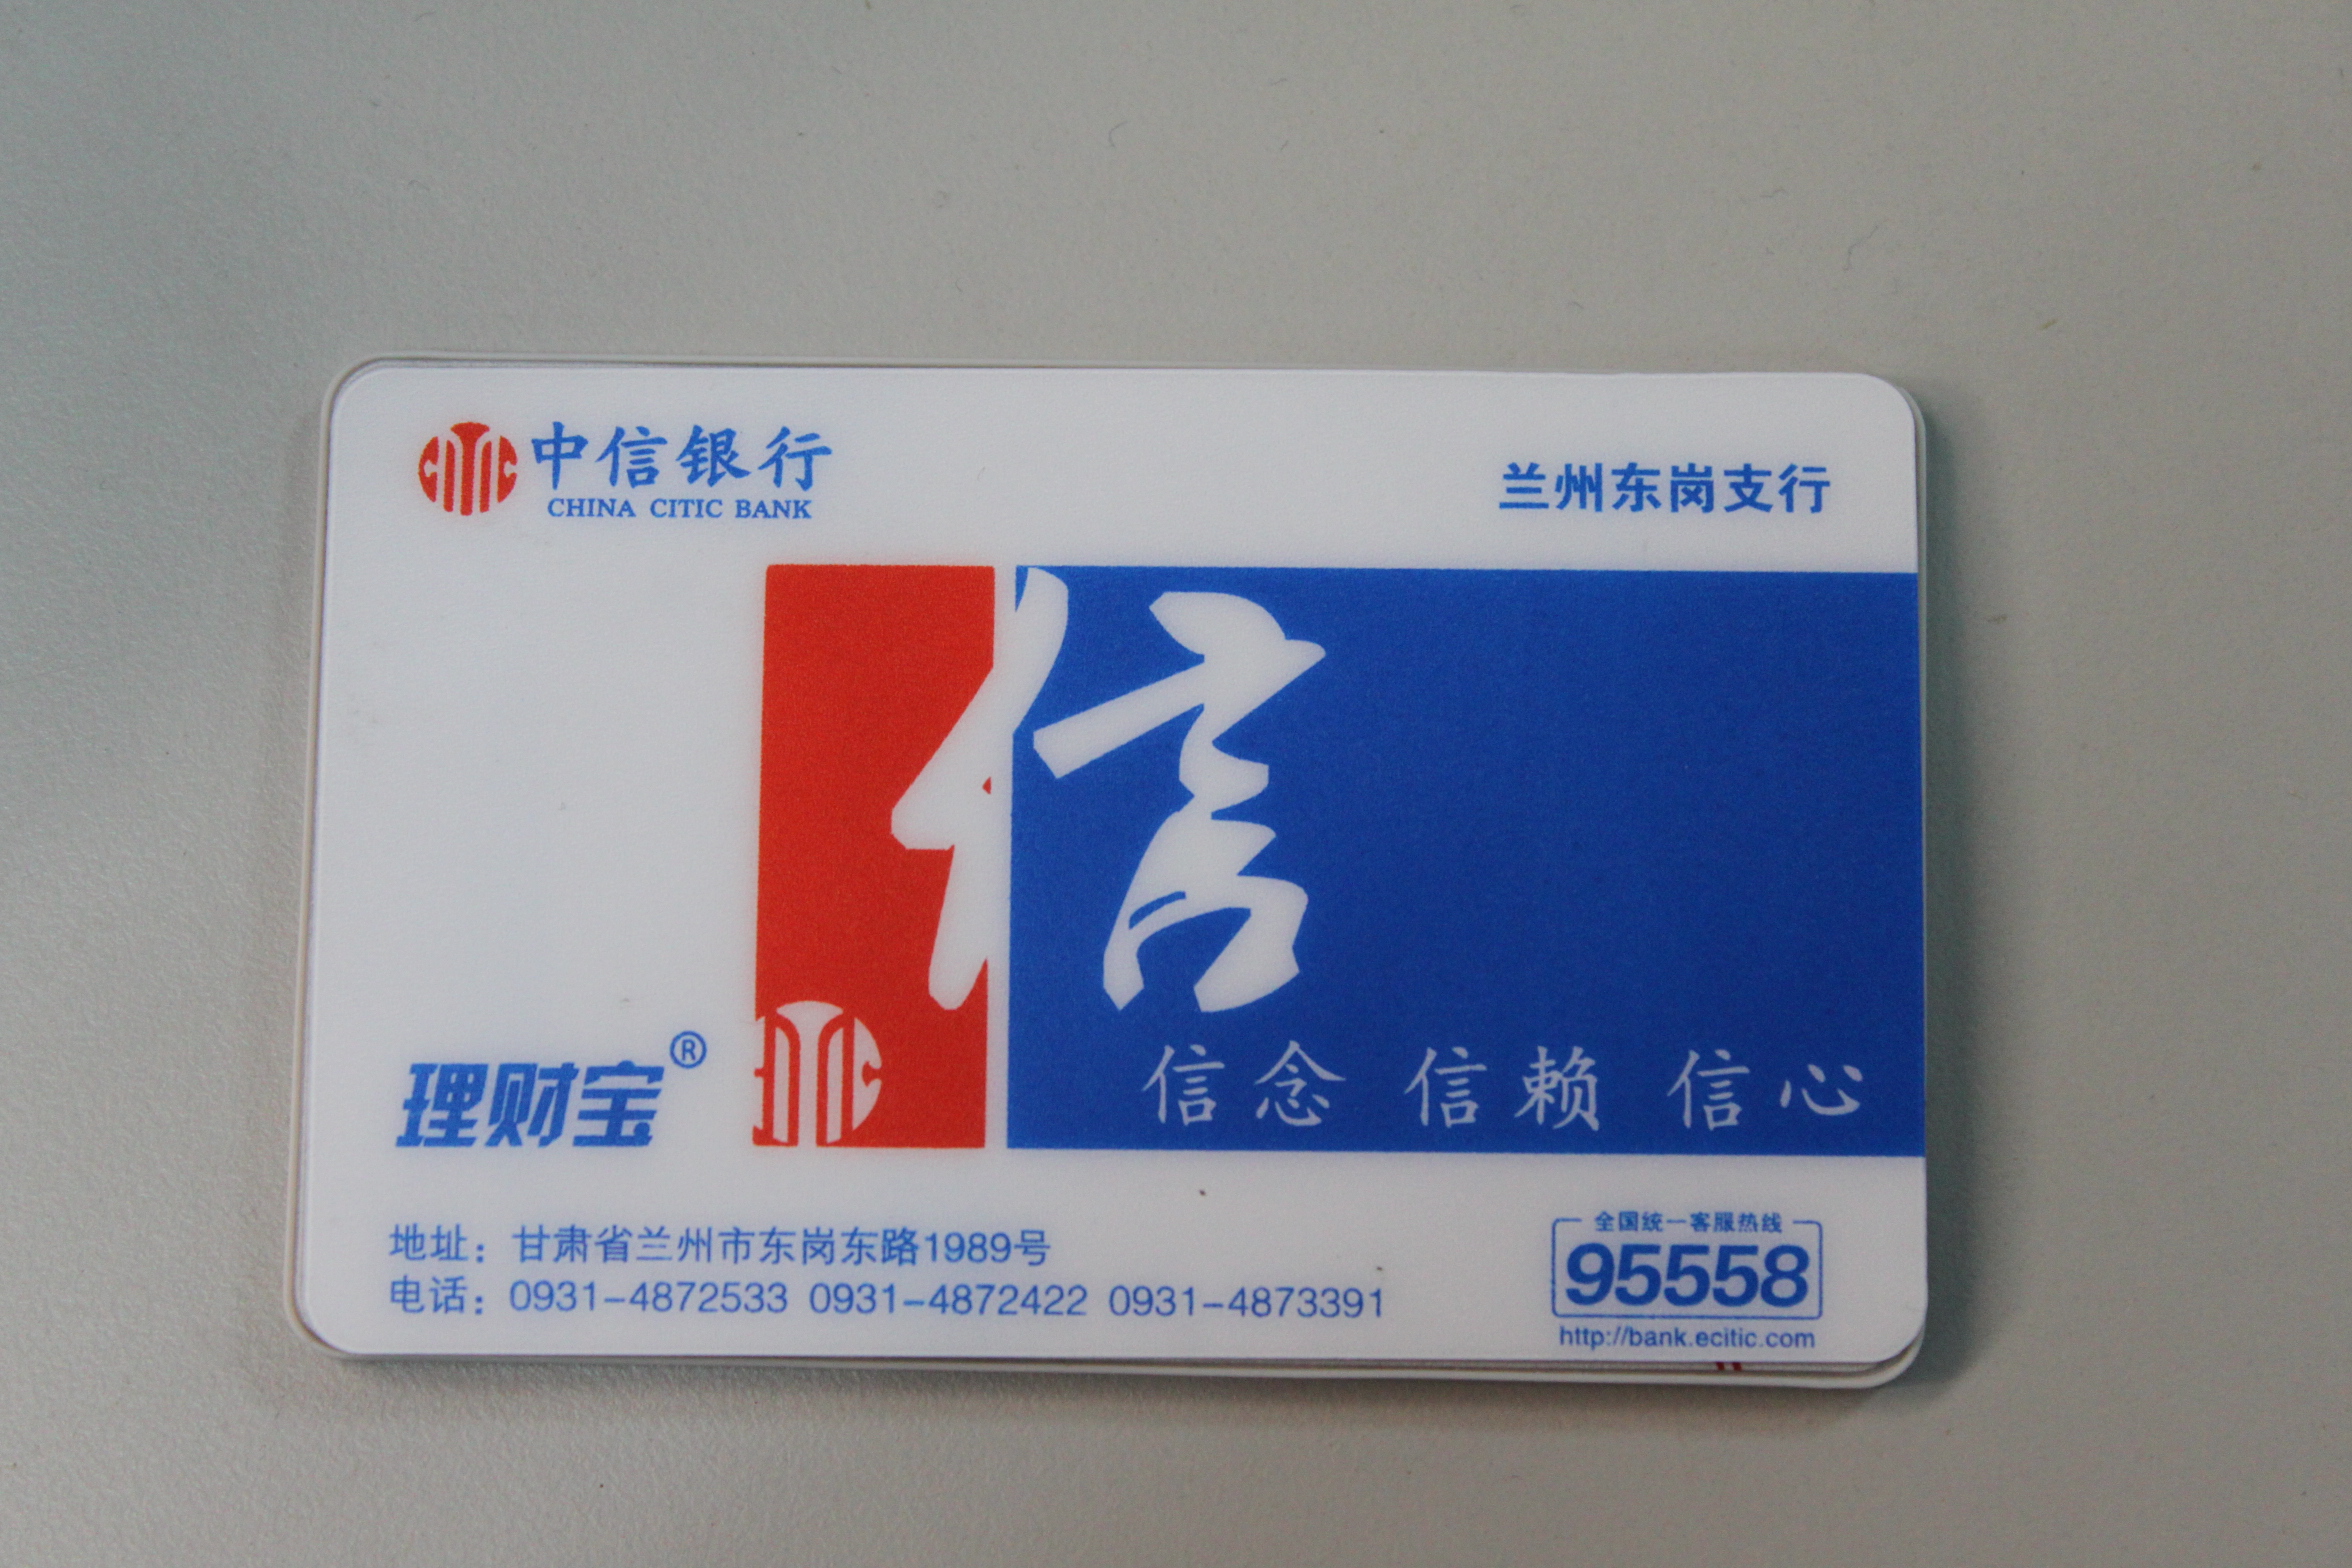 中信银行
CHINA CITIC BANK
兰州东岗支行
信
信念 信赖 信心
理财宝®
地址：甘肃省兰州市东岗东路1989号
电话：0931-4872533 0931-4872422 0931-4873391
全国统一客服热线
95558
http://bank.ecitic.com